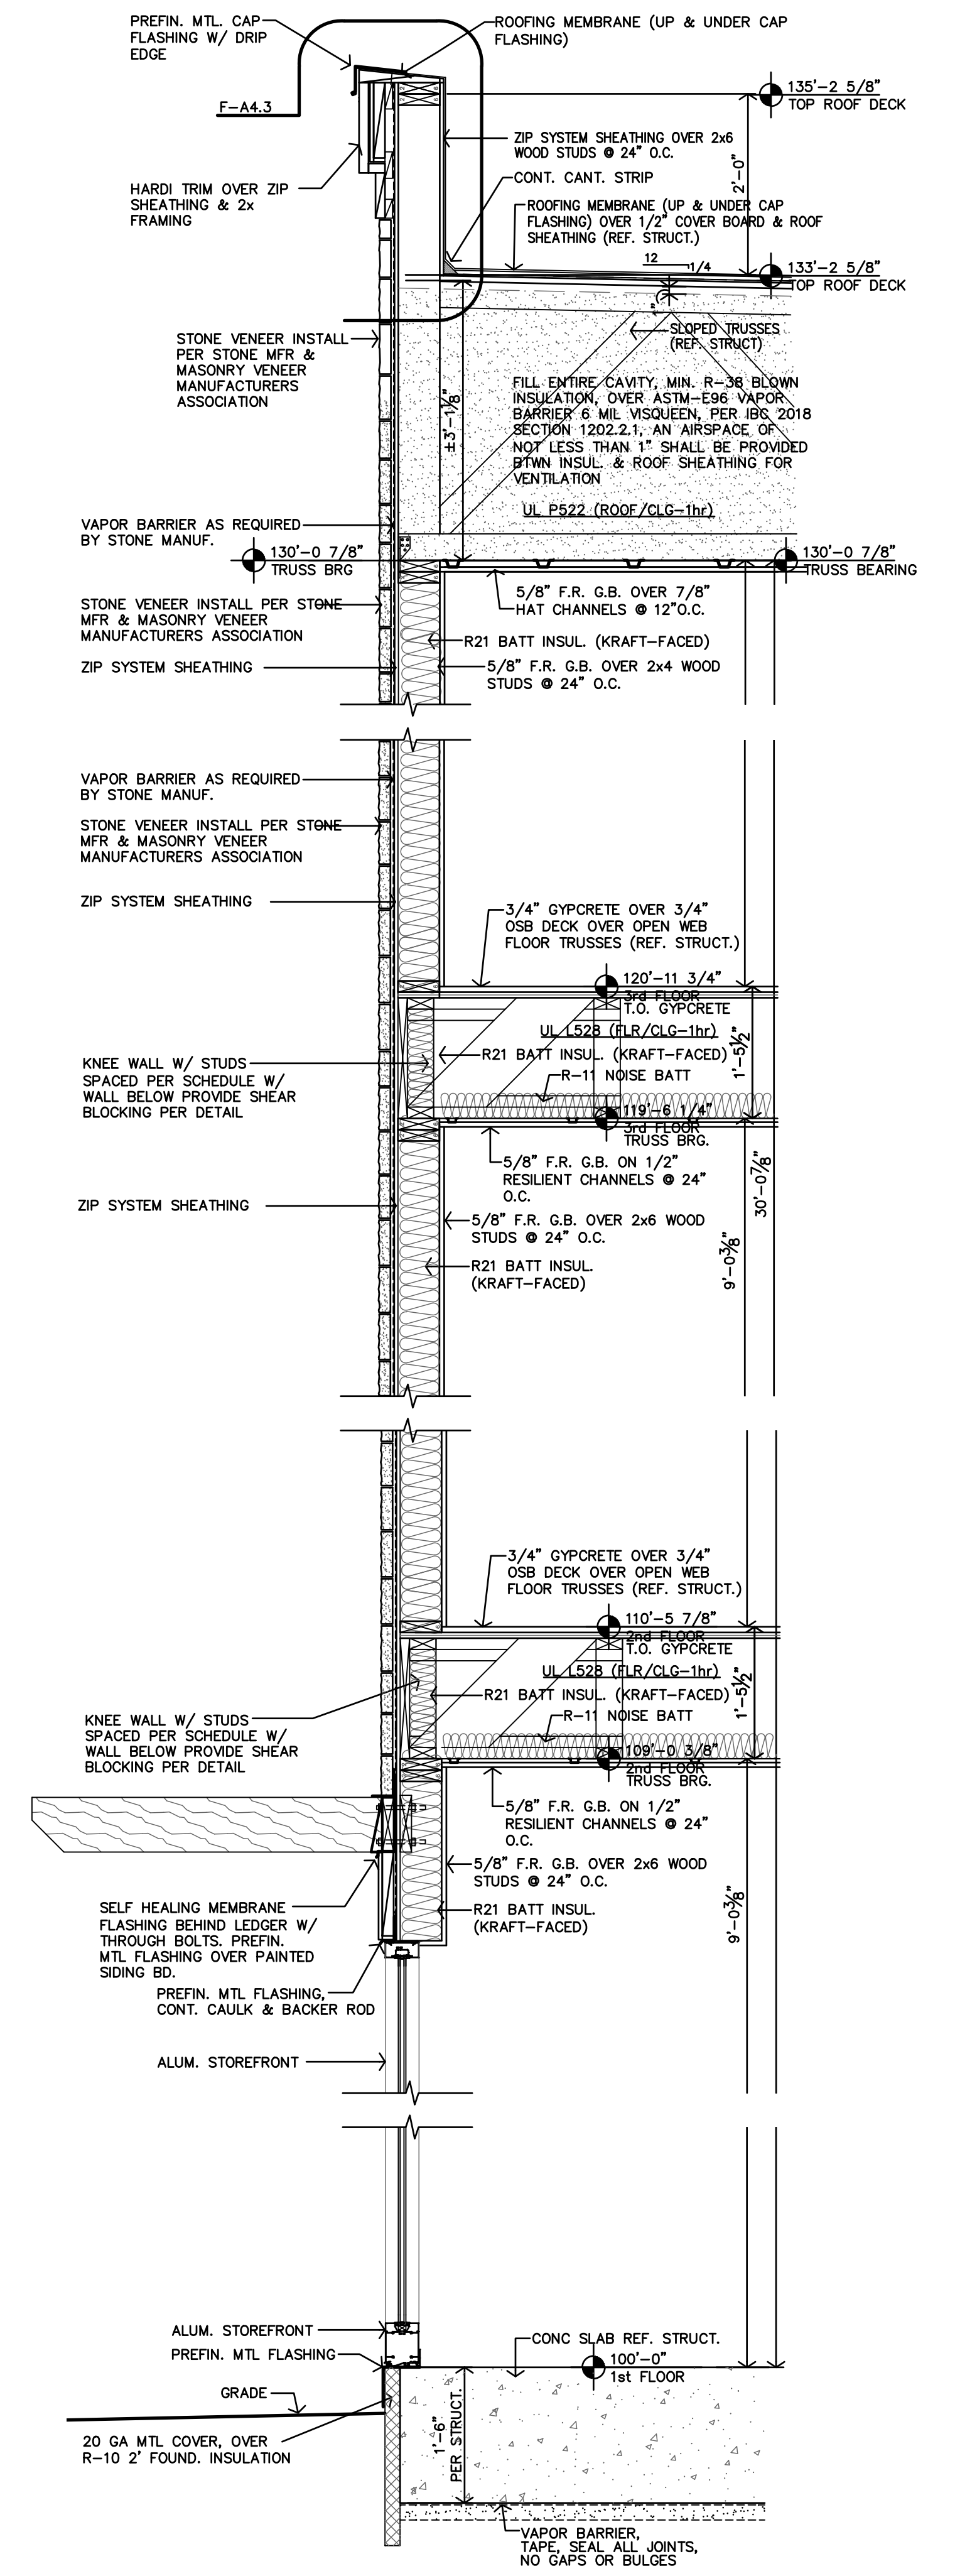 PREFIN. MTL. CAP
FLASHING W/ DRIP
EDGE
ROOFING MEMBRANE (UP & UNDER CAP
FLASHING)
F-A4.3
135'-2 5/8"
TOP ROOF DECK
ZIP SYSTEM SHEATHING OVER 2x6
WOOD STUDS @ 24" O.C.
2'-0"
CONT. CANT. STRIP
HARDI TRIM OVER ZIP
SHEATHING & 2x
FRAMING
ROOFING MEMBRANE (UP & UNDER CAP
FLASHING) OVER 1/2" COVER BOARD & ROOF
SHEATHING (REF. STRUCT.)
12
1/4
133'-2 5/8"
TOP ROOF DECK
1"
SLOPED TRUSSES
(REF. STRUCT)
STONE VENEER INSTALL
PER STONE MFR &
MASONRY VENEER
MANUFACTURERS
ASSOCIATION
±3'-1 1/8"
FILL ENTIRE CAVITY, MIN. R-38 BLOWN
INSULATION, OVER ASTM-E96 VAPOR
BARRIER 6 MIL VISQUEEN, PER IBC 2018
SECTION 1202.2.1, AN AIRSPACE OF
NOT LESS THAN 1" SHALL BE PROVIDED
BTWN INSUL. & ROOF SHEATHING FOR
VENTILATION
UL P522 (ROOF/CLG-1hr)
VAPOR BARRIER AS REQUIRED
BY STONE MANUF.
130'-0 7/8"
TRUSS BRG
130'-0 7/8"
TRUSS BEARING
5/8" F.R. G.B. OVER 7/8"
HAT CHANNELS @ 12"O.C.
STONE VENEER INSTALL PER STONE
MFR & MASONRY VENEER
MANUFACTURERS ASSOCIATION
R21 BATT INSUL. (KRAFT-FACED)
ZIP SYSTEM SHEATHING
5/8" F.R. G.B. OVER 2x4 WOOD
STUDS @ 24" O.C.
VAPOR BARRIER AS REQUIRED
BY STONE MANUF.
STONE VENEER INSTALL PER STONE
MFR & MASONRY VENEER
MANUFACTURERS ASSOCIATION
ZIP SYSTEM SHEATHING
3/4" GYPCRETE OVER 3/4"
OSB DECK OVER OPEN WEB
FLOOR TRUSSES (REF. STRUCT.)
120'-11 3/4"
3rd FLOOR
T.O. GYPCRETE
UL L528 (FLR/CLG-1hr)
R21 BATT INSUL. (KRAFT-FACED)
1'-5 1/2"
R-11 NOISE BATT
KNEE WALL W/ STUDS
SPACED PER SCHEDULE W/
WALL BELOW PROVIDE SHEAR
BLOCKING PER DETAIL
119'-6 1/4"
3rd FLOOR
TRUSS BRG.
5/8" F.R. G.B. ON 1/2"
RESILIENT CHANNELS @ 24"
O.C.
30'-0 7/8"
ZIP SYSTEM SHEATHING
5/8" F.R. G.B. OVER 2x6 WOOD
STUDS @ 24" O.C.
9'-0 3/8"
R21 BATT INSUL.
(KRAFT-FACED)
3/4" GYPCRETE OVER 3/4"
OSB DECK OVER OPEN WEB
FLOOR TRUSSES (REF. STRUCT.)
110'-5 7/8"
2nd FLOOR
T.O. GYPCRETE
UL L528 (FLR/CLG-1hr)
R21 BATT INSUL. (KRAFT-FACED)
1'-5 1/2"
R-11 NOISE BATT
KNEE WALL W/ STUDS
SPACED PER SCHEDULE W/
WALL BELOW PROVIDE SHEAR
BLOCKING PER DETAIL
109'-0 3/8"
2nd FLOOR
TRUSS BRG.
5/8" F.R. G.B. ON 1/2"
RESILIENT CHANNELS @ 24"
O.C.
5/8" F.R. G.B. OVER 2x6 WOOD
STUDS @ 24" O.C.
9'-0 3/8"
R21 BATT INSUL.
(KRAFT-FACED)
SELF HEALING MEMBRANE
FLASHING BEHIND LEDGER W/
THROUGH BOLTS. PREFIN.
MTL FLASHING OVER PAINTED
SIDING BD.
PREFIN. MTL FLASHING,
CONT. CAULK & BACKER ROD
ALUM. STOREFRONT
ALUM. STOREFRONT
PREFIN. MTL FLASHING
CONC SLAB REF. STRUCT.
100'-0"
1st FLOOR
GRADE
1'-6"
PER STRUCT.
20 GA MTL COVER, OVER
R-10 2' FOUND. INSULATION
VAPOR BARRIER,
TAPE, SEAL ALL JOINTS,
NO GAPS OR BULGES